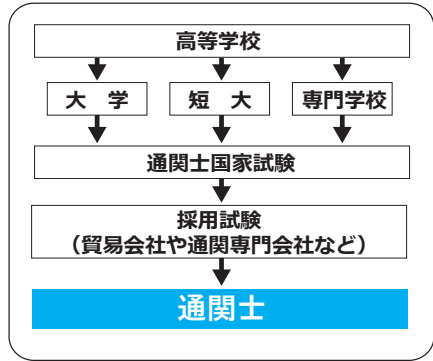 高等学校
大　学
短　大
専門学校
通関士国家試験
採用試験
（貿易会社や通関専門会社など）
通関士